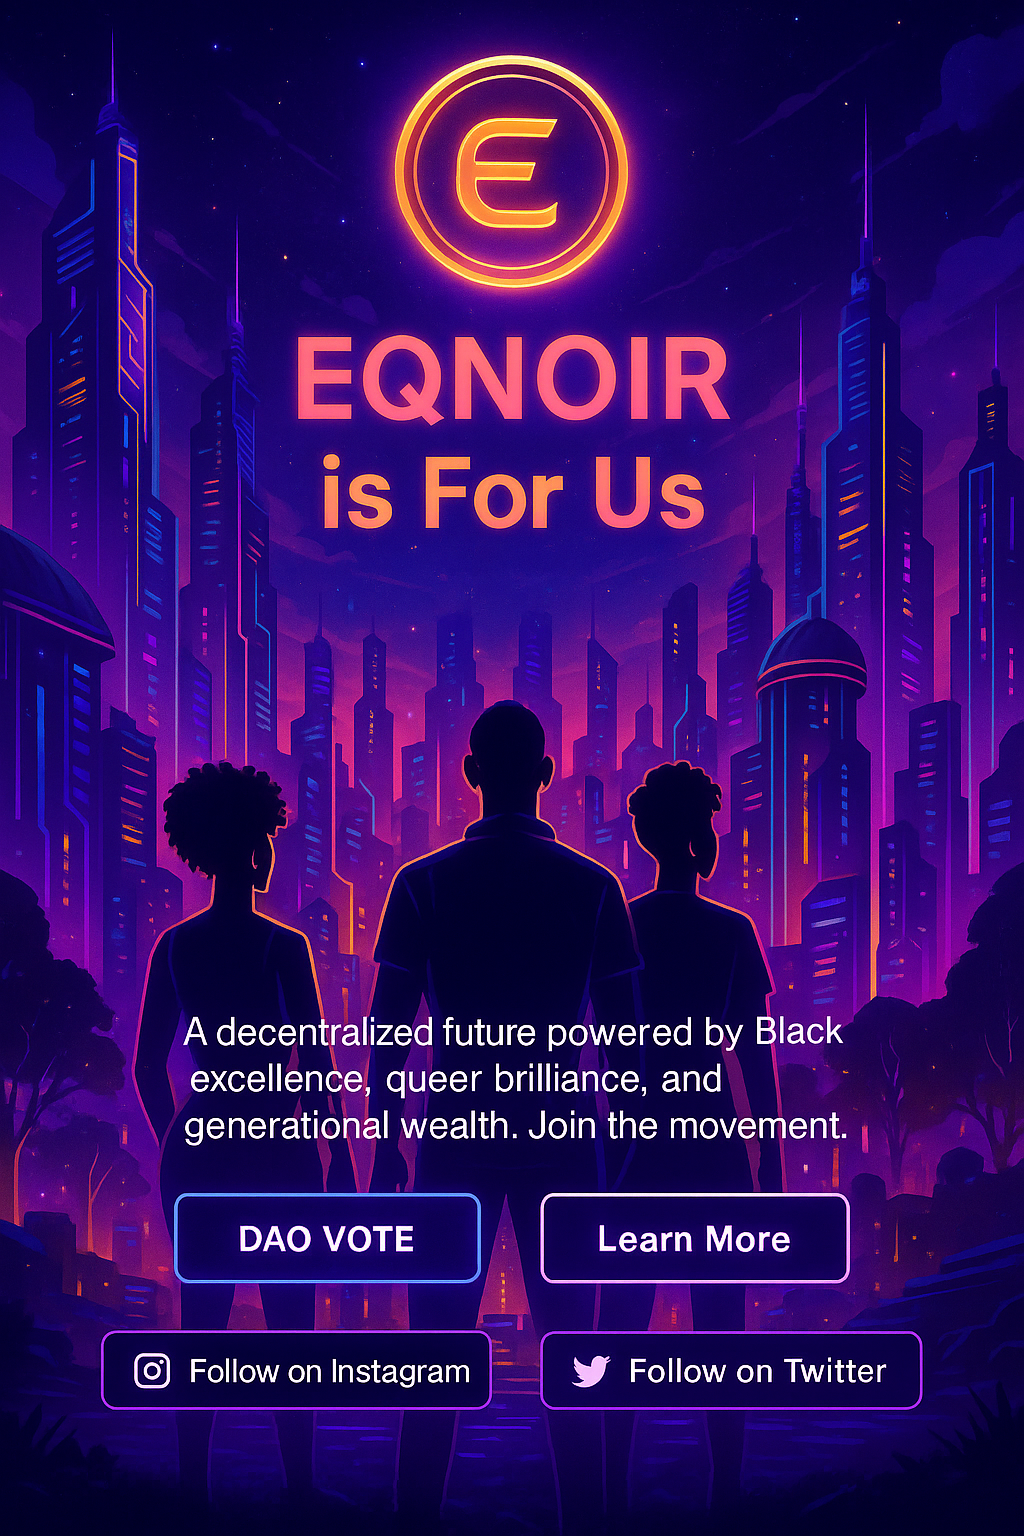 E
EQNOIR
is For Us
A decentralized future powered by Black
excellence, queer brilliance, and
generational wealth. Join the movement.
DAO VOTE
Learn More
Follow on Instagram
Follow on Twitter